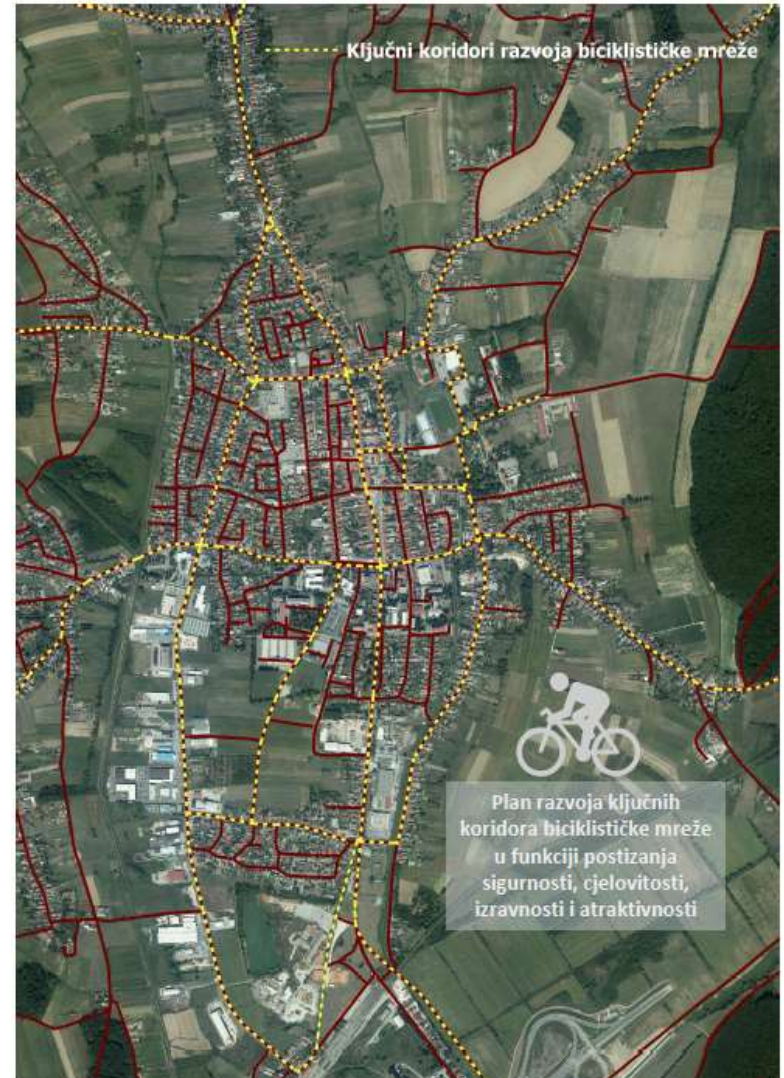 Ključni koridori razvoja biciklističke mreže
Plan razvoja ključnih
koridora biciklističke mreže
u funkciji postizanja
sigurnosti, cjelovitosti,
izravnosti i atraktivnosti